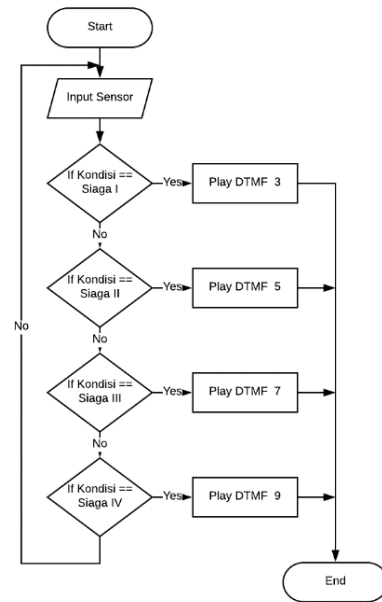 Start
Input Sensor
If Kondisi ==
Siaga I
Yes
Play DTMF 3
No
If Kondisi ==
Siaga II
Yes
Play DTMF 5
No
No
If Kondisi ==
Siaga III
Yes
Play DTMF 7
No
If Kondisi ==
Siaga IV
Yes
Play DTMF 9
End